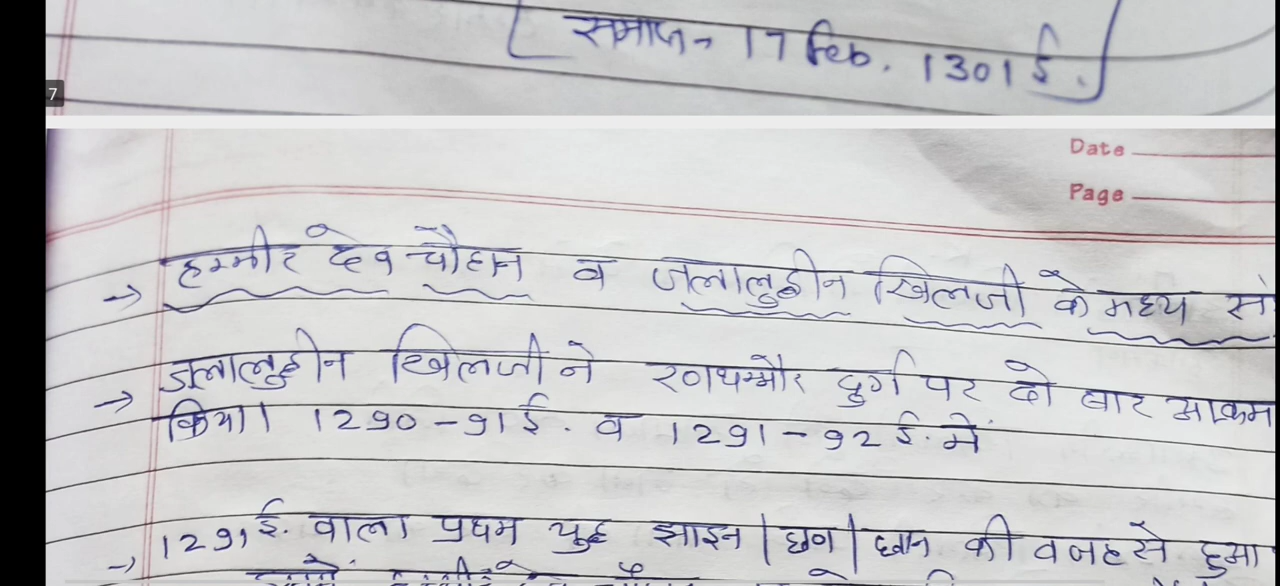 समाप्त→ 17 feb. 1301 ई.
7
Date
Page
→ हम्मीर देव चौहान व जलालुद्दीन खिलजी के मध्य सं
→ जलालुद्दीन खिलजी ने रणथम्भौर दुर्ग पर दो बार आक्रम
किया। 1290-91 ई. व 1291-92 ई. में
→ 1291 ई. वाला प्रथम युद्ध झाइन | छाण | की वजह से हुआ